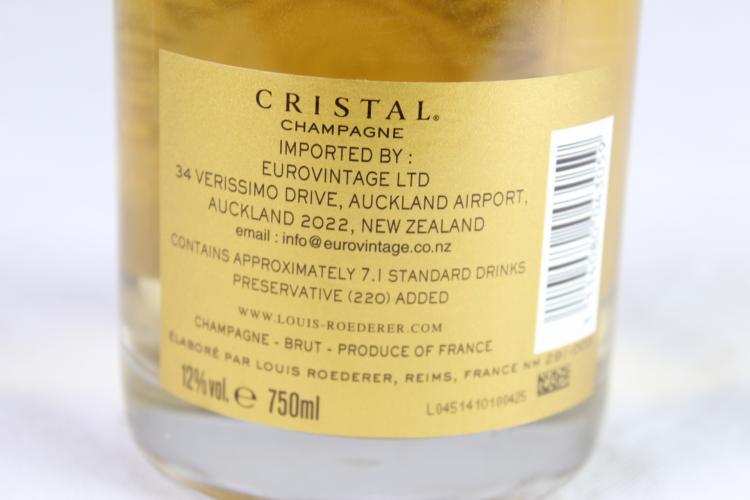 CRISTAL®
CHAMPAGNE
IMPORTED BY :
EUROVINTAGE LTD
34 VERISSIMO DRIVE, AUCKLAND AIRPORT,
AUCKLAND 2022, NEW ZEALAND
email : info@eurovintage.co.nz
CONTAINS APPROXIMATELY 7.1 STANDARD DRINKS
PRESERVATIVE (220) ADDED
WWW.LOUIS-ROEDERER.COM
CHAMPAGNE - BRUT - PRODUCE OF FRANCE
ÉLABORÉ PAR LOUIS ROEDERER, REIMS, FRANCE NM
12%vol. e 750ml
L0451410100425